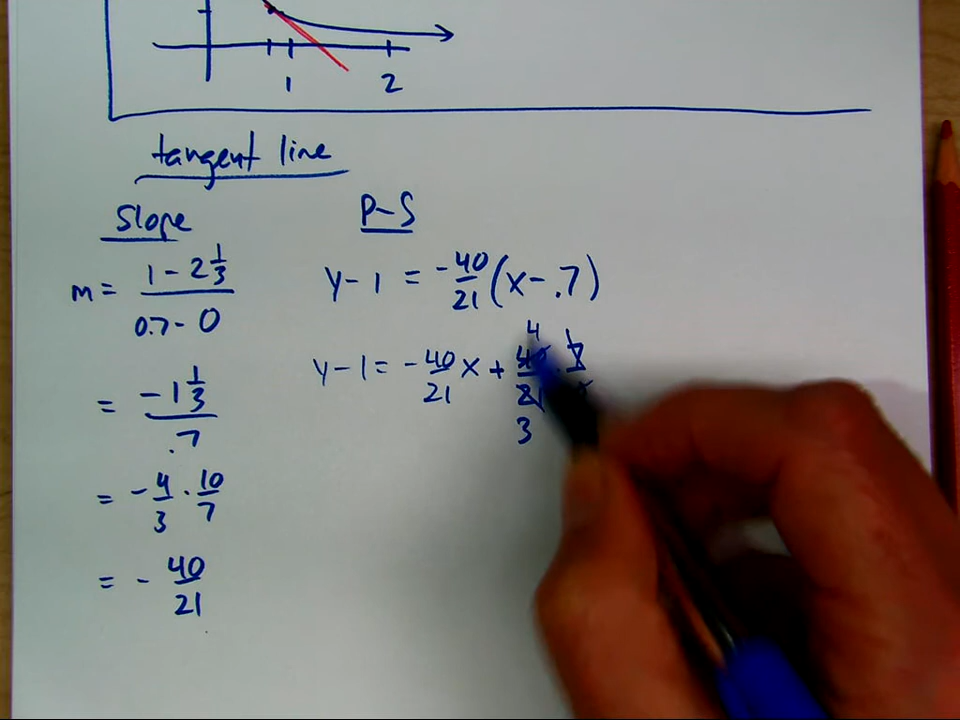 1 2
tangent line
Slope
m = (1 - 2 1/3) / (0.7 - 0)
= (-1 1/3) / .7
= -4/3 · 10/7
= - 40/21
P-S
y-1 = -40/21 (x-.7)
y-1 = -40/21 x + 40/21 ·
4 1
3